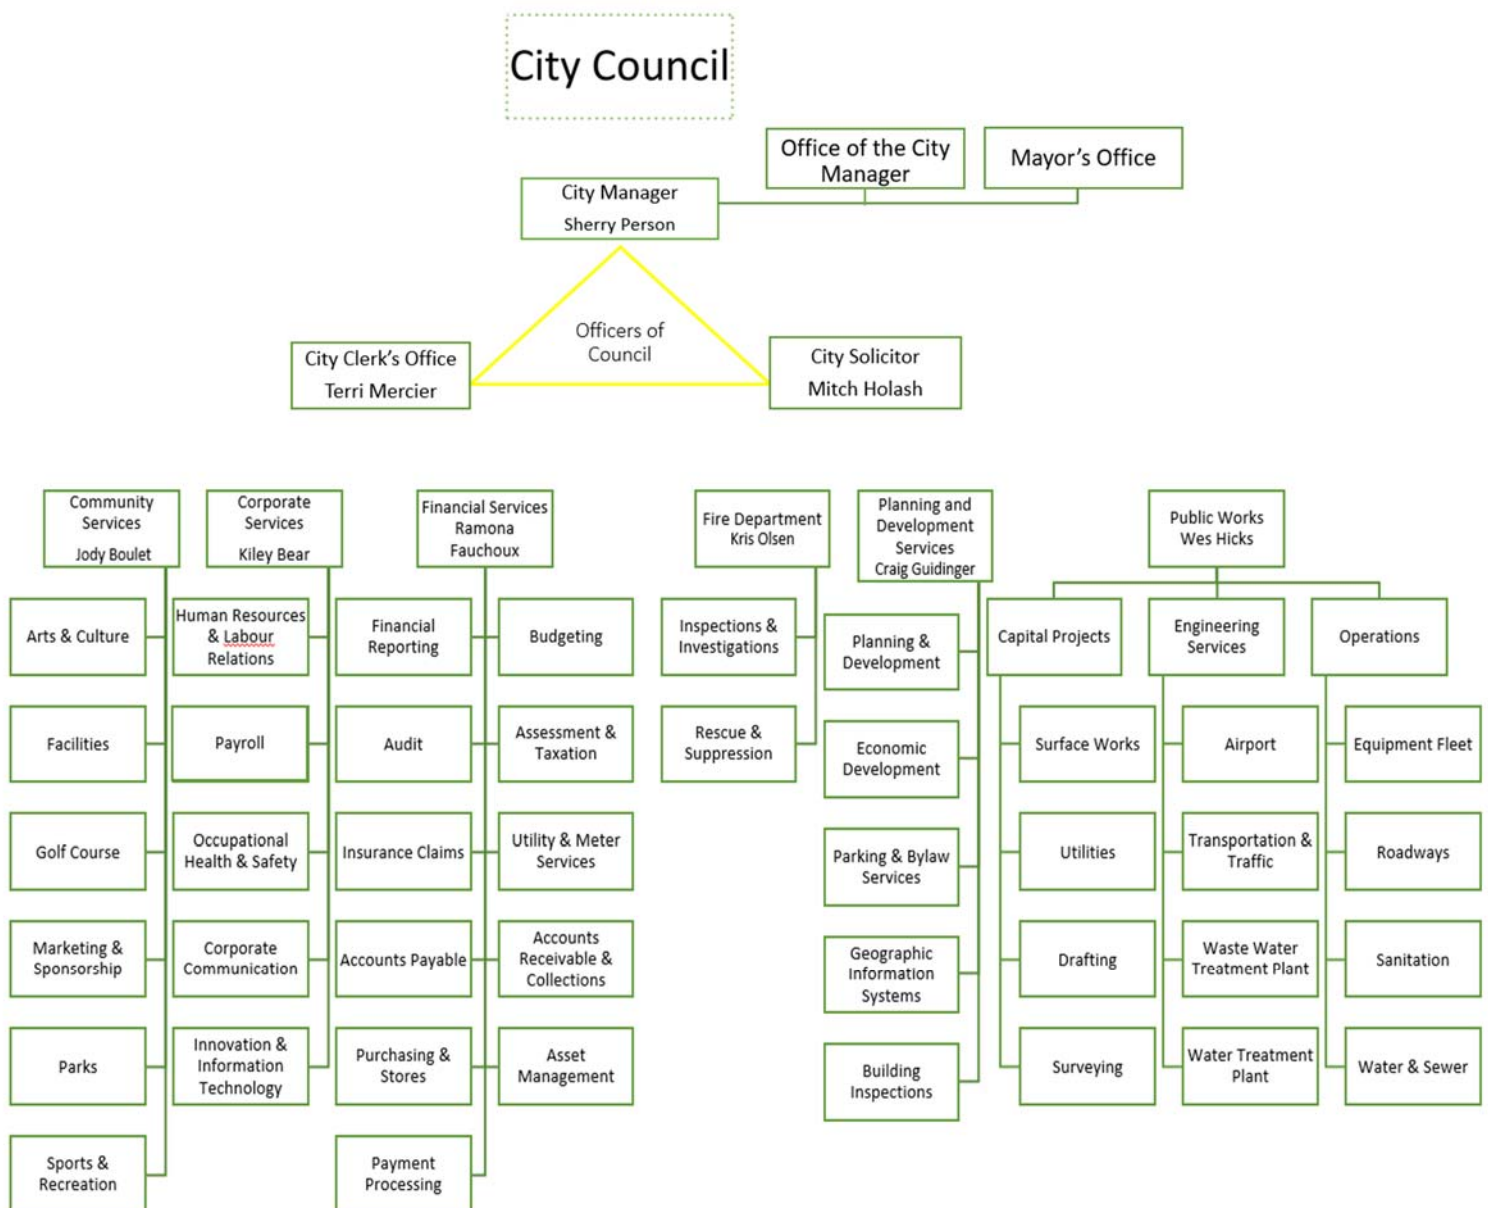 City Council
Office of the City
Manager
Mayor’s Office
City Manager
Sherry Person
Officers of
Council
City Clerk’s Office
Terri Mercier
City Solicitor
Mitch Holash
Community
Services
Jody Boulet
Arts & Culture
Facilities
Golf Course
Marketing &
Sponsorship
Parks
Sports &
Recreation
Corporate
Services
Kiley Bear
Human Resources
& Labour
Relations
Payroll
Occupational
Health & Safety
Corporate
Communication
Innovation &
Information
Technology
Financial Services
Ramona
Fauchoux
Financial
Reporting
Budgeting
Audit
Assessment &
Taxation
Insurance Claims
Utility & Meter
Services
Accounts Payable
Accounts
Receivable &
Collections
Purchasing &
Stores
Asset
Management
Payment
Processing
Fire Department
Kris Olsen
Inspections &
Investigations
Rescue &
Suppression
Planning and
Development
Services
Craig Guidinger
Planning &
Development
Economic
Development
Parking & Bylaw
Services
Geographic
Information
Systems
Building
Inspections
Public Works
Wes Hicks
Capital Projects
Surface Works
Utilities
Drafting
Surveying
Engineering
Services
Airport
Transportation &
Traffic
Waste Water
Treatment Plant
Water Treatment
Plant
Operations
Equipment Fleet
Roadways
Sanitation
Water & Sewer